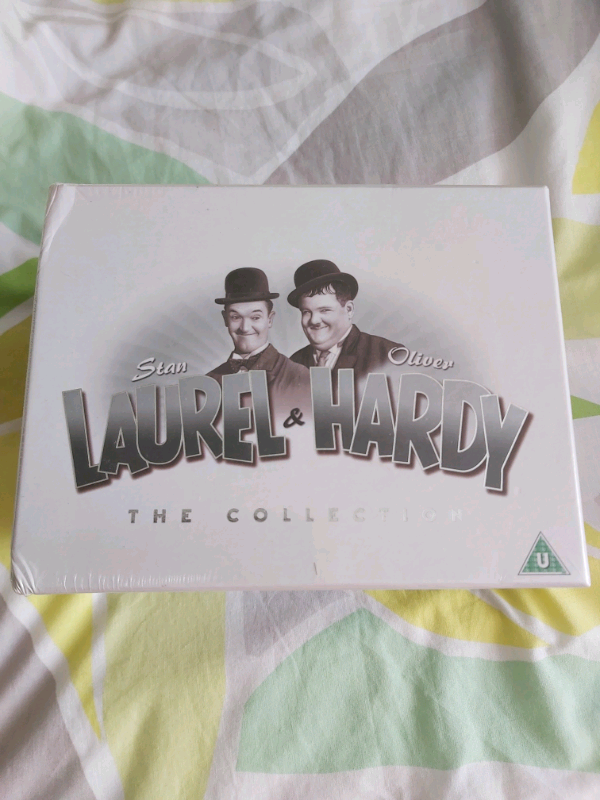 Stan Oliver
LAUREL & HARDY
THE COLLECTION
U